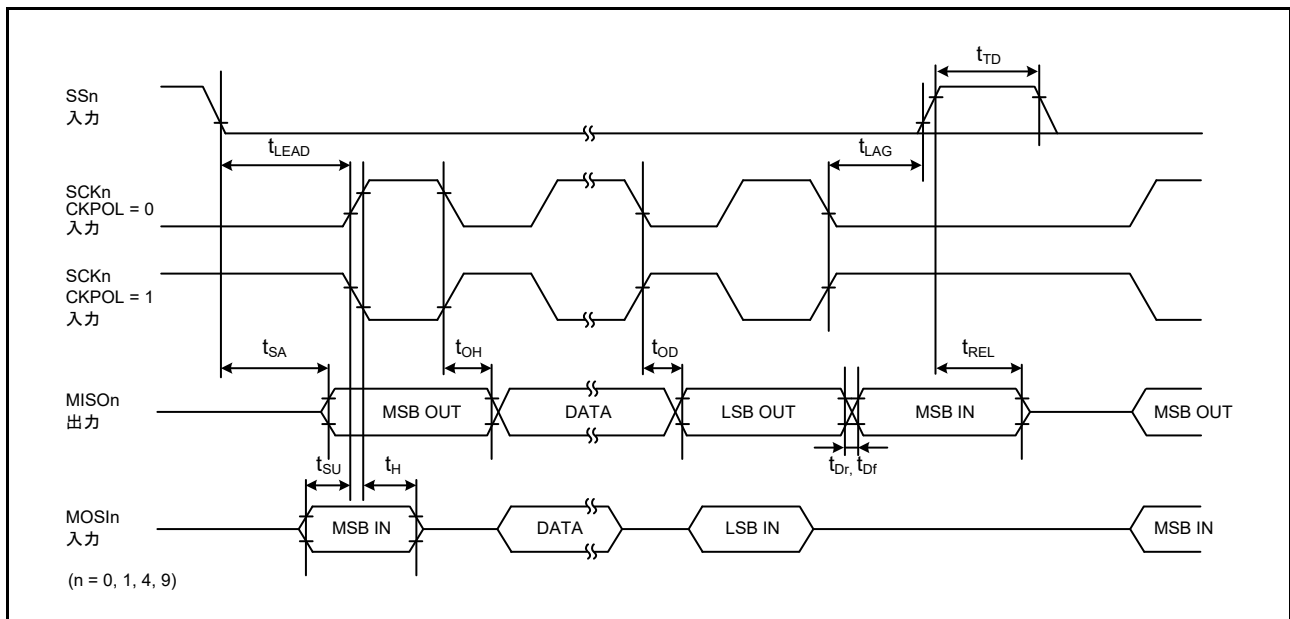 tTD
SSn
入力
tLEAD
tLAG
SCKn
CKPOL = 0
入力
SCKn
CKPOL = 1
入力
tSA
tOH
tOD
tREL
MISOn
出力
MSB OUT
DATA
LSB OUT
MSB IN
MSB OUT
tSU
tH
tDr, tDf
MOSIn
入力
MSB IN
DATA
LSB IN
MSB IN
(n = 0, 1, 4, 9)